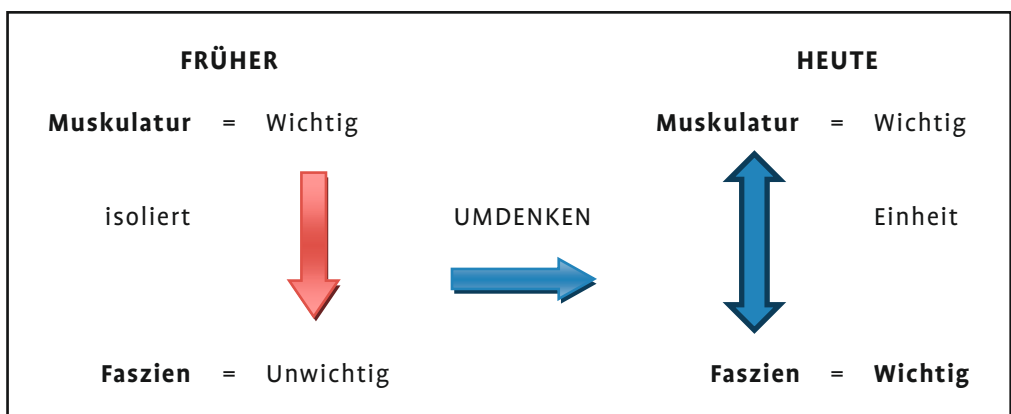 FRÜHER HEUTE
Muskulatur = Wichtig Muskulatur = Wichtig
isoliert UMDENKEN Einheit
Faszien = Unwichtig Faszien = Wichtig